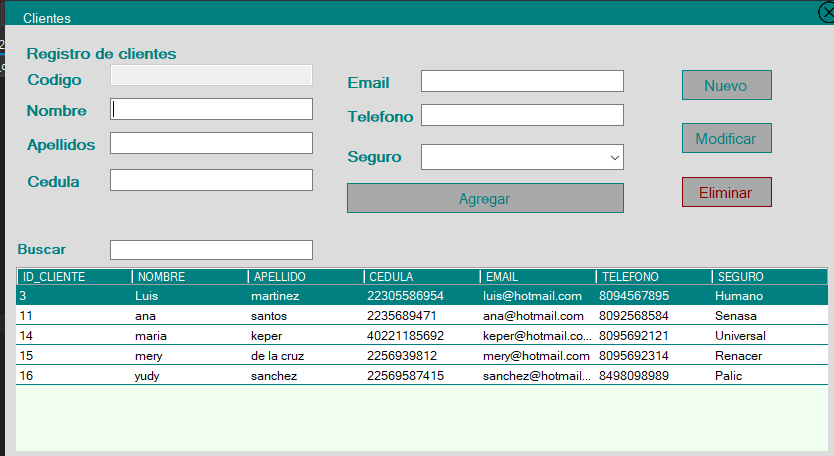 Clientes
Registro de clientes
Codigo
Nombre
Apellidos
Cedula
Email
Telefono
Seguro
Agregar
Nuevo
Modificar
Eliminar
Buscar
ID_CLIENTE NOMBRE APELLIDO CEDULA EMAIL TELEFONO SEGURO
3 Luis martinez 22305586954 luis@hotmail.com 8094567895 Humano
11 ana santos 2235689471 ana@hotmail.com 8092568584 Senasa
14 maria keper 40221185692 keper@hotmail.co... 8095692121 Universal
15 mery de la cruz 2256939812 mery@hotmail.com 8095692314 Renacer
16 yudy sanchez 22569587415 sanchez@hotmail... 8498098989 Palic